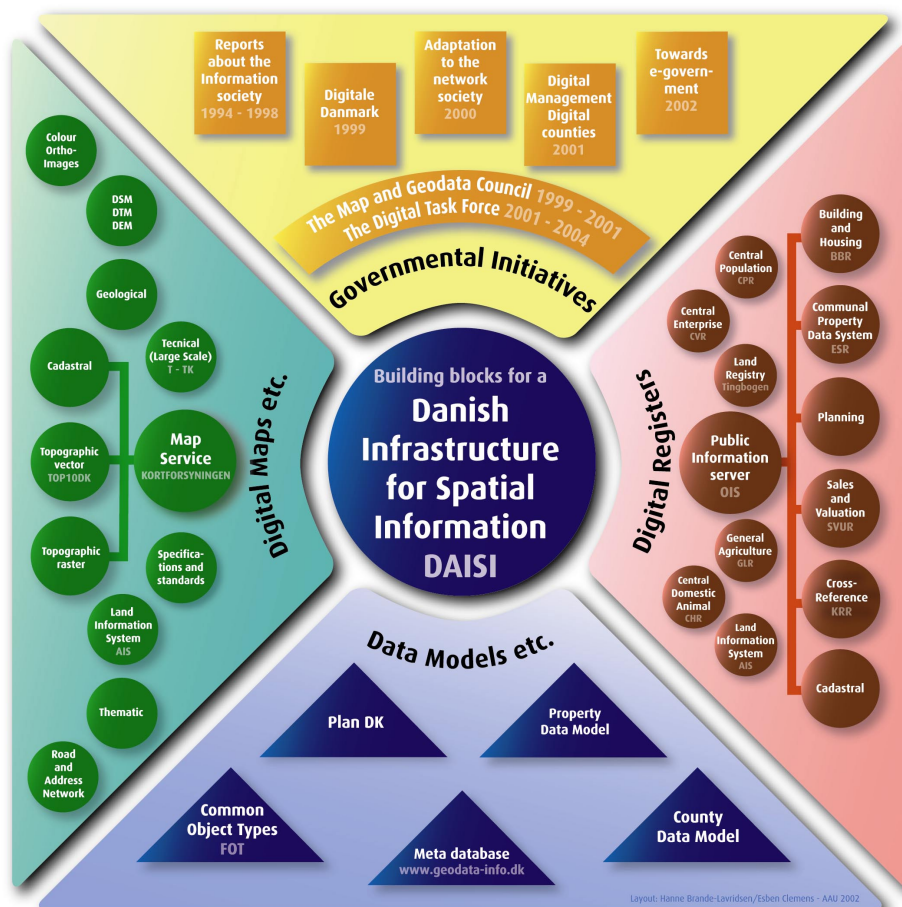 Reports
about the
Information
society
1994 - 1998
Digitale
Danmark
1999
Adaptation
to the
network
society
2000
Digital
Management
Digital
counties
2001
Towards
e-govern-
ment
2002
The Map and Geodata Council 1999 - 2001
The Digital Task Force 2001 - 2004
Governmental Initiatives
Colour
Ortho-
Images
DSM
DTM
DEM
Geological
Tecnical
(Large Scale)
T - TK
Cadastral
Topographic
vector
TOP10DK
Map
Service
KORTFORSYNINGEN
Topographic
raster
Specifica-
tions and
standards
Land
Information
System
AIS
Thematic
Road
and
Address
Network
Digital Maps etc.
Building blocks for a
Danish
Infrastructure
for Spatial
Information
DAISI
Digital Registers
Building
and
Housing
BBR
Central
Population
CPR
Central
Enterprise
CVR
Communal
Property
Data System
ESR
Land
Registry
Tingbogen
Planning
Public
Information
server
OIS
Sales
and
Valuation
SVUR
General
Agriculture
GLR
Central
Domestic
Animal
CHR
Cross-
Reference
KRR
Land
Information
System
AIS
Cadastral
Data Models etc.
Plan DK
Property
Data Model
Common
Object Types
FOT
Meta database
www.geodata-info.dk
County
Data Model
Layout: Hanne Brande-Lavridsen/Esben Clemens - AAU 2002